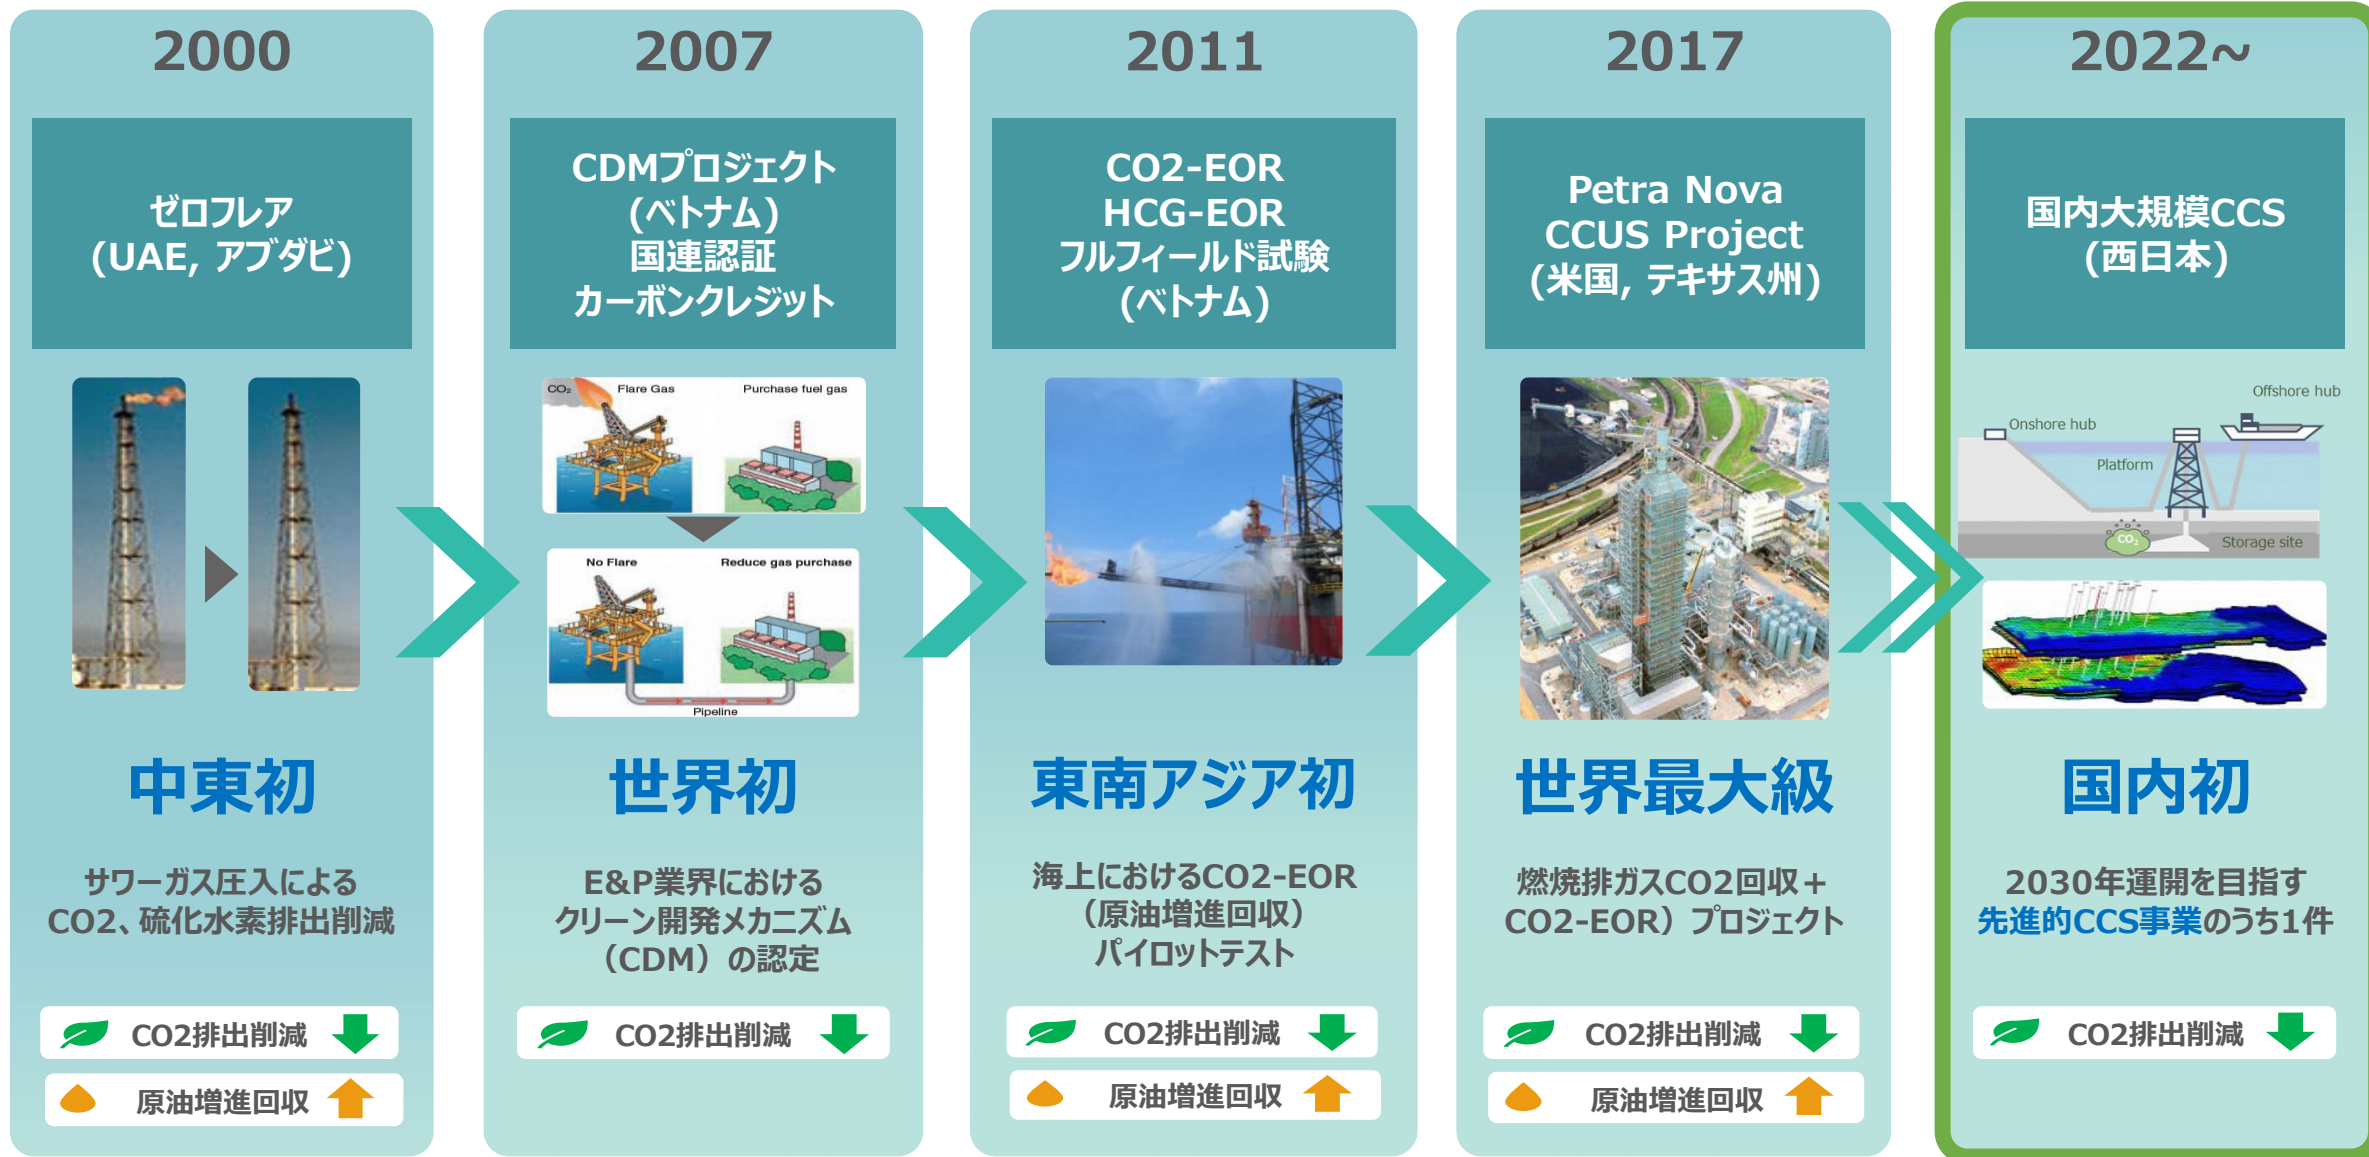 2000
ゼロフレア
(UAE, アブダビ)
中東初
サワーガス圧入による
CO2、硫化水素排出削減
CO2排出削減
原油増進回収
2007
CDMプロジェクト
(ベトナム)
国連認証
カーボンクレジット
CO₂
Flare Gas
Purchase fuel gas
No Flare
Reduce gas purchase
Pipeline
世界初
E&P業界における
クリーン開発メカニズム
（CDM）の認定
CO2排出削減
2011
CO2-EOR
HCG-EOR
フルフィールド試験
(ベトナム)
東南アジア初
海上におけるCO2-EOR
（原油増進回収）
パイロットテスト
CO2排出削減
原油増進回収
2017
Petra Nova
CCUS Project
(米国, テキサス州)
世界最大級
燃焼排ガスCO2回収＋
CO2-EOR）プロジェクト
CO2排出削減
原油増進回収
2022~
国内大規模CCS
(西日本)
Offshore hub
Onshore hub
Platform
CO₂
Storage site
国内初
2030年運開を目指す
先進的CCS事業のうち1件
CO2排出削減